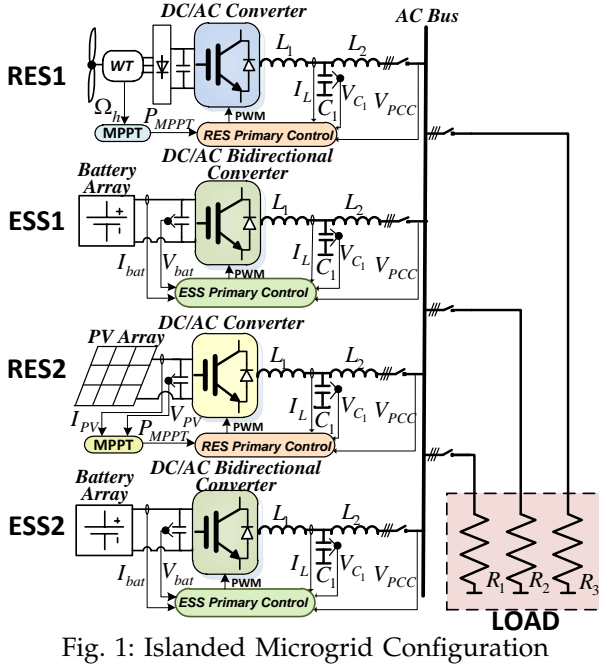 DC/AC Converter
AC Bus
RES1
WT
L1
L2
Ωh
PMPPT
MPPT
PWM
RES Primary Control
IL
C1
VC1
VPCC
Battery
Array
DC/AC Bidirectional
Converter
ESS1
L1
L2
Ibat
Vbat
PWM
ESS Primary Control
IL
C1
VC1
VPCC
PV Array
DC/AC Converter
RES2
L1
L2
IPV
VPV
PMPPT
MPPT
PWM
RES Primary Control
IL
C1
VC1
VPCC
Battery
Array
DC/AC Bidirectional
Converter
ESS2
L1
L2
Ibat
Vbat
PWM
ESS Primary Control
IL
C1
VC1
VPCC
R1
R2
R3
LOAD
Fig. 1: Islanded Microgrid Configuration